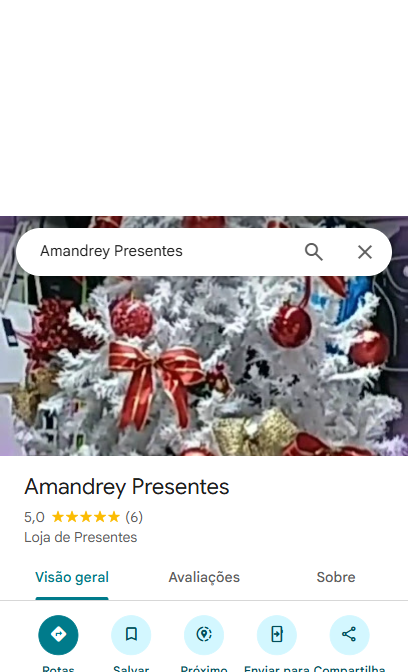 Amandrey Presentes
Amandrey Presentes
5,0 (6)
Loja de Presentes
Visão geral Avaliações Sobre
Rotas Salvar Próximo Enviar para Compartilha